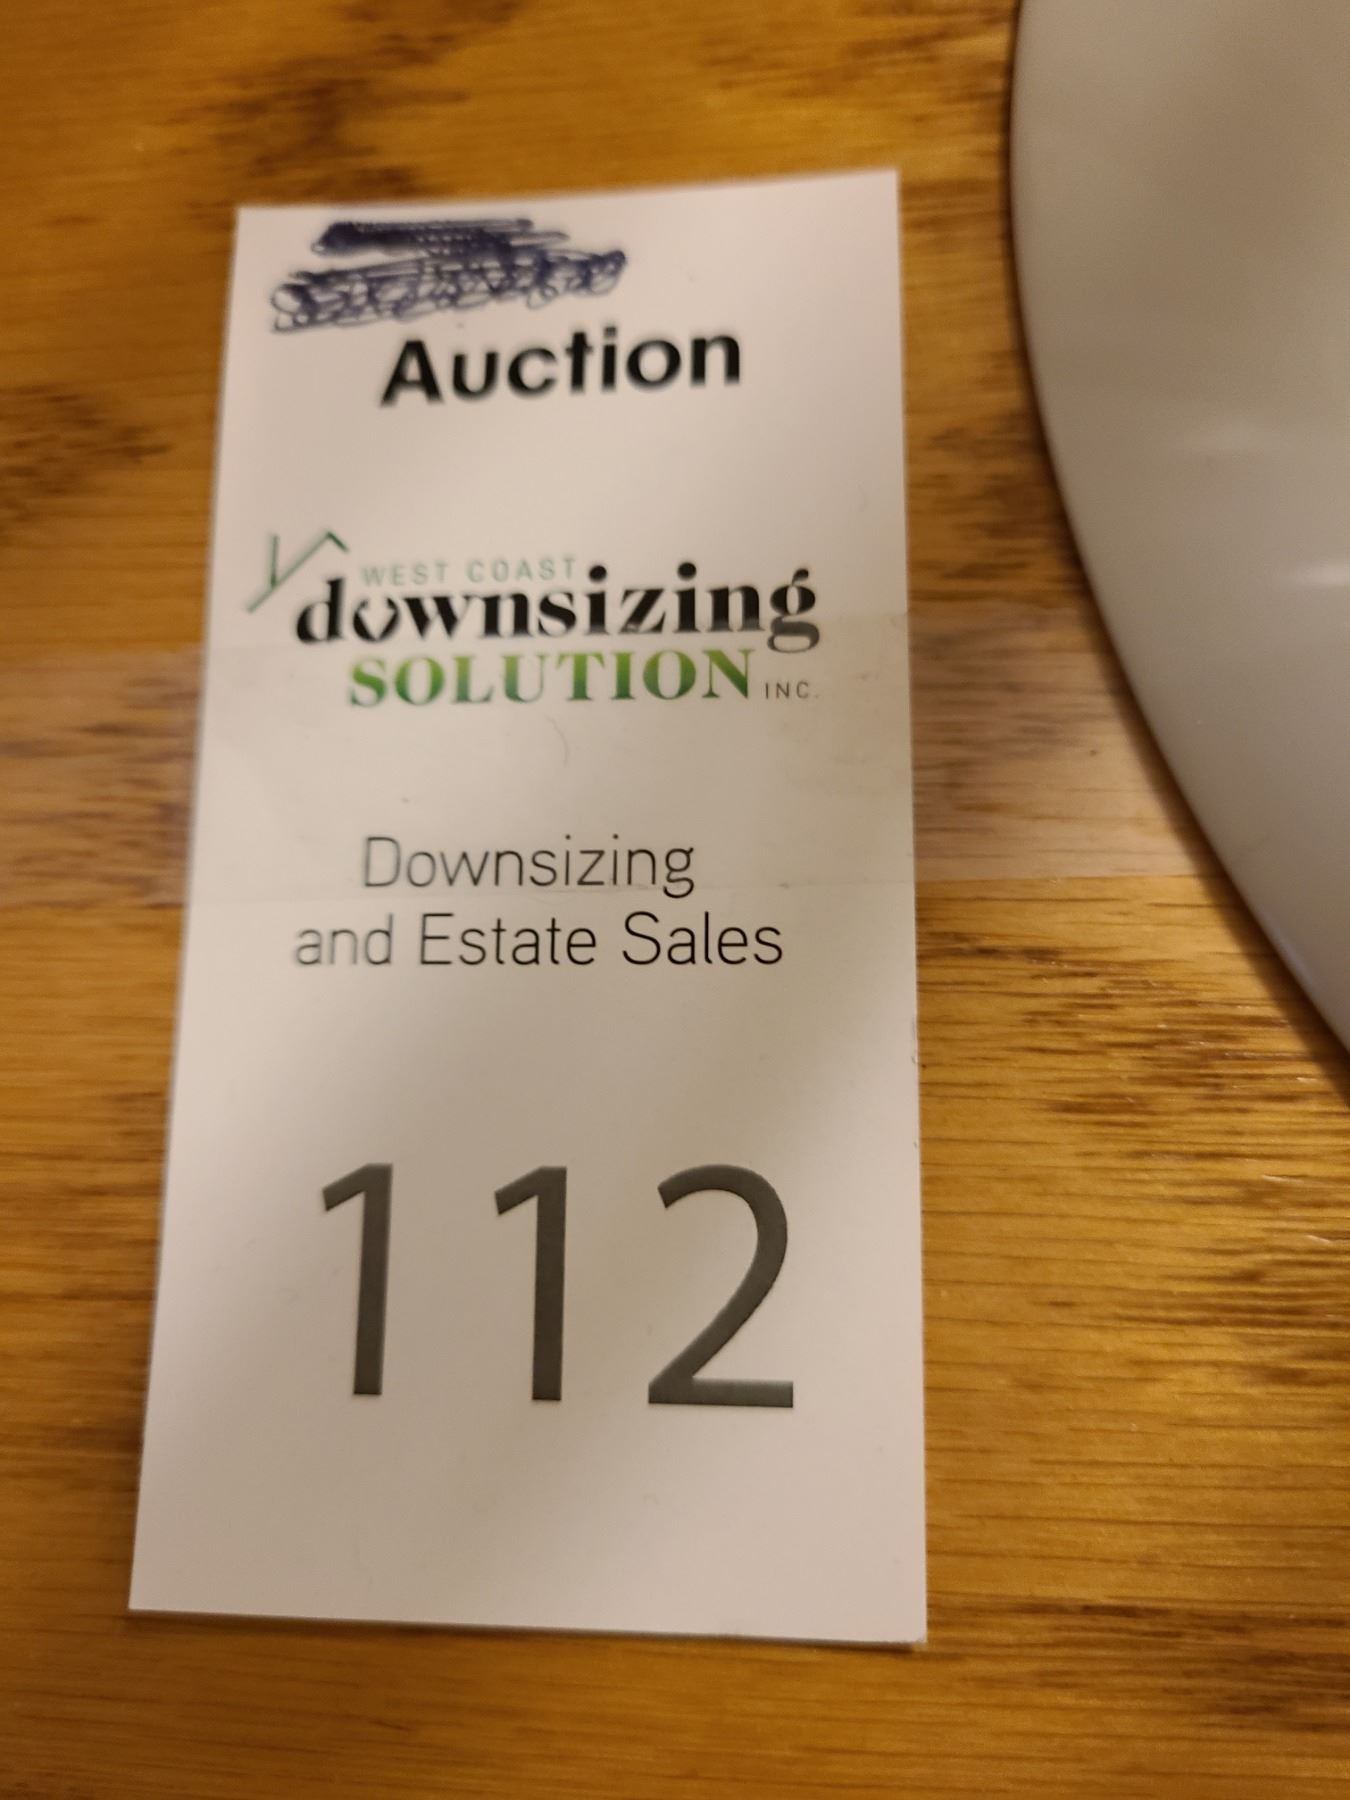 Auction
WEST COAST
downsizing
SOLUTION INC.
Downsizing
and Estate Sales
112